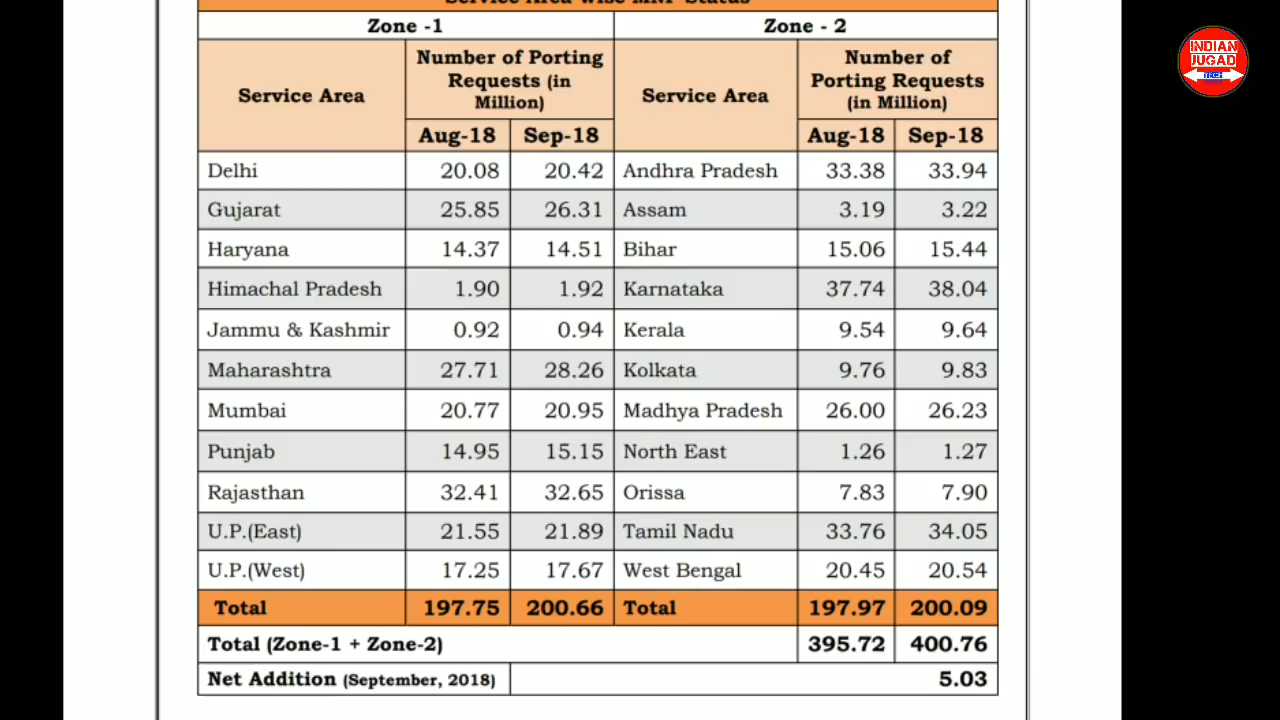 Service Area wise MNP Status
Zone -1 Zone - 2
Service Area Number of Porting Requests (in Million) Service Area Number of Porting Requests (in Million)
Aug-18 Sep-18 Aug-18 Sep-18
Delhi 20.08 20.42 Andhra Pradesh 33.38 33.94
Gujarat 25.85 26.31 Assam 3.19 3.22
Haryana 14.37 14.51 Bihar 15.06 15.44
Himachal Pradesh 1.90 1.92 Karnataka 37.74 38.04
Jammu & Kashmir 0.92 0.94 Kerala 9.54 9.64
Maharashtra 27.71 28.26 Kolkata 9.76 9.83
Mumbai 20.77 20.95 Madhya Pradesh 26.00 26.23
Punjab 14.95 15.15 North East 1.26 1.27
Rajasthan 32.41 32.65 Orissa 7.83 7.90
U.P.(East) 21.55 21.89 Tamil Nadu 33.76 34.05
U.P.(West) 17.25 17.67 West Bengal 20.45 20.54
Total 197.75 200.66 Total 197.97 200.09
Total (Zone-1 + Zone-2) 395.72 400.76
Net Addition (September, 2018) 5.03
INDIAN
JUGAD
TECH